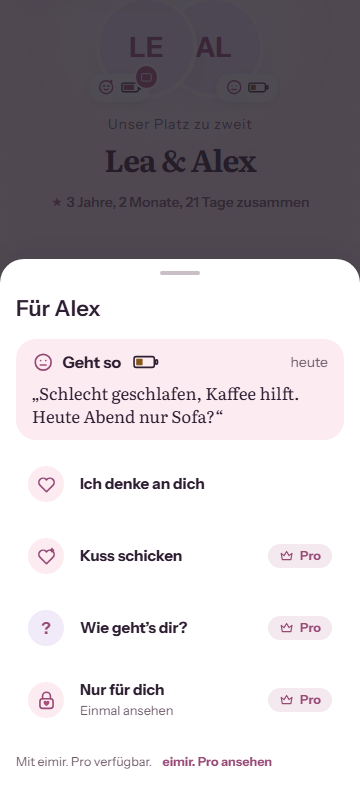 LE AL
Unser Platz zu zweit
Lea & Alex
★ 3 Jahre, 2 Monate, 21 Tage zusammen
Für Alex
Geht so heute
„Schlecht geschlafen, Kaffee hilft.
Heute Abend nur Sofa?“
Ich denke an dich
Kuss schicken Pro
? Wie geht’s dir? Pro
Nur für dich Pro
Einmal ansehen
Mit eimir. Pro verfügbar. eimir. Pro ansehen